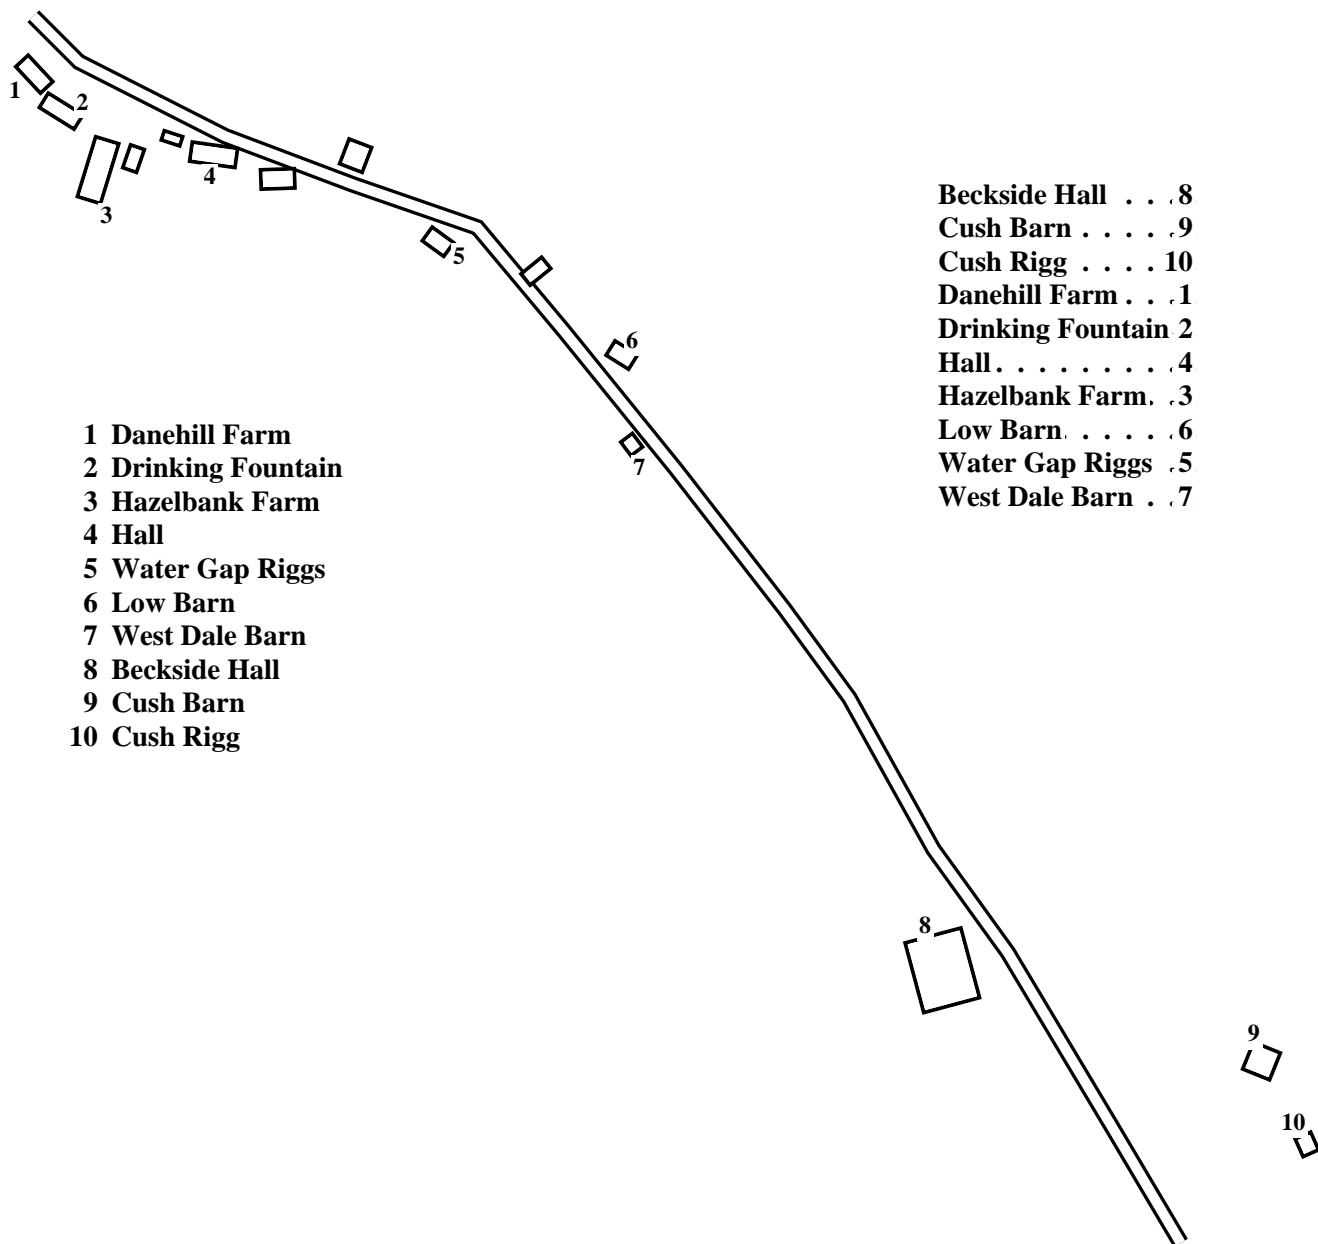 1
2
3
4
5
6
7
8
9
10
Beckside Hall . . . 8
Cush Barn . . . . . 9
Cush Rigg . . . . 10
Danehill Farm . . . 1
Drinking Fountain 2
Hall . . . . . . . . . 4
Hazelbank Farm. . 3
Low Barn. . . . . . 6
Water Gap Riggs . 5
West Dale Barn . . 7
1 Danehill Farm
2 Drinking Fountain
3 Hazelbank Farm
4 Hall
5 Water Gap Riggs
6 Low Barn
7 West Dale Barn
8 Beckside Hall
9 Cush Barn
10 Cush Rigg